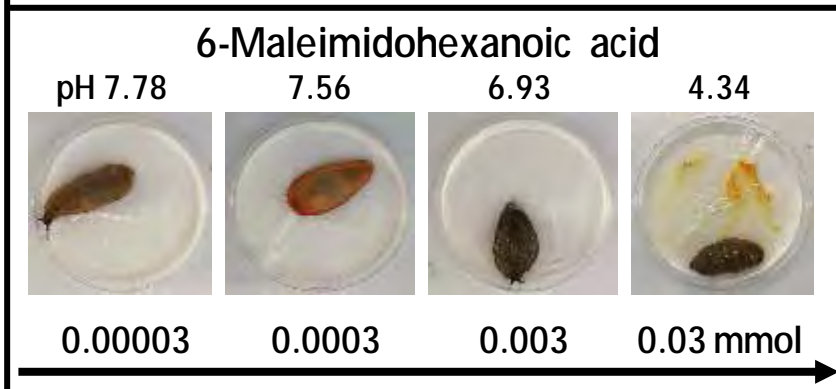 6-Maleimidohexanoic acid
pH 7.78 7.56 6.93 4.34
0.00003 0.0003 0.003 0.03 mmol